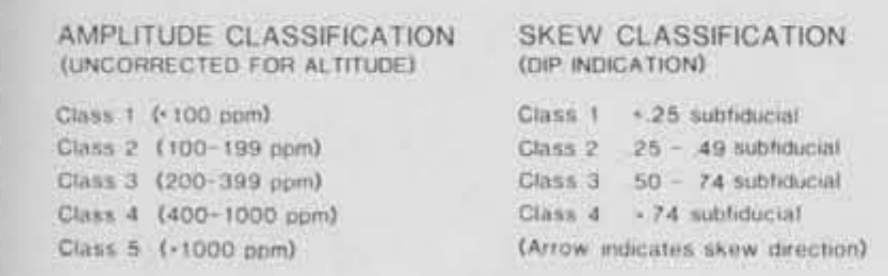 AMPLITUDE CLASSIFICATION
(UNCORRECTED FOR ALTITUDE)
Class 1 (<100 ppm)
Class 2 (100-199 ppm)
Class 3 (200-399 ppm)
Class 4 (400-1000 ppm)
Class 5 (>1000 ppm)
SKEW CLASSIFICATION
(DIP INDICATION)
Class 1 <.25 subfiducial
Class 2 .25 - .49 subfiducial
Class 3 .50 - .74 subfiducial
Class 4 >.74 subfiducial
(Arrow indicates skew direction)